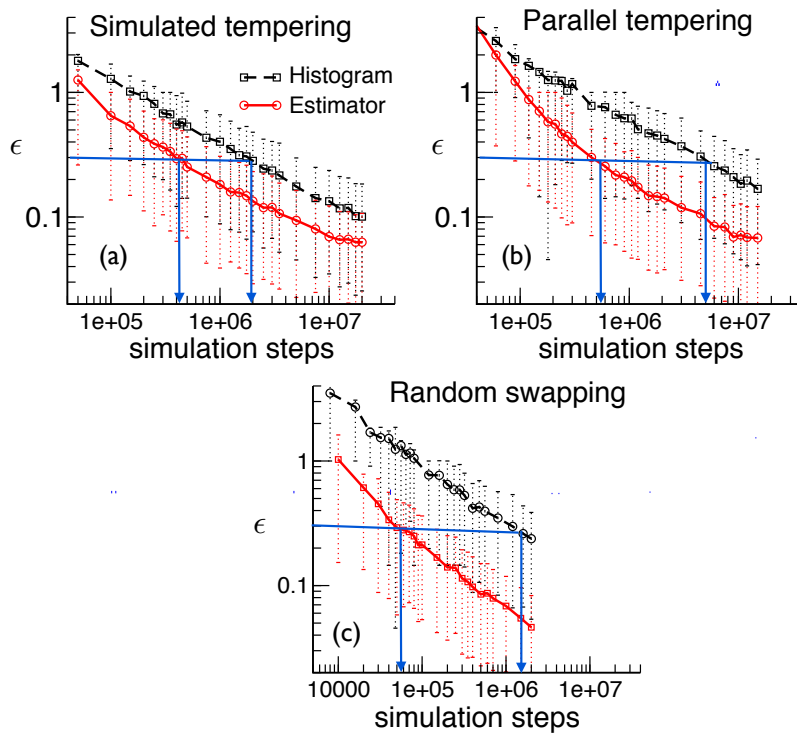 Simulated tempering
Histogram
Estimator
1
0.1
ϵ
(a)
1e+05
1e+06
1e+07
simulation steps
Parallel tempering
1
0.1
ϵ
(b)
1e+05
1e+06
1e+07
simulation steps
Random swapping
1
0.1
ϵ
(c)
10000
1e+05
1e+06
1e+07
simulation steps